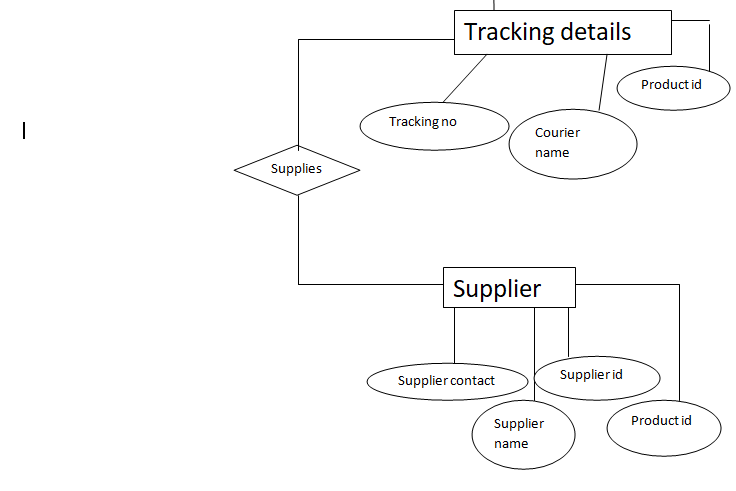 Tracking details
Product id
Tracking no
Courier
name
Supplies
Supplier
Supplier contact
Supplier id
Supplier
name
Product id